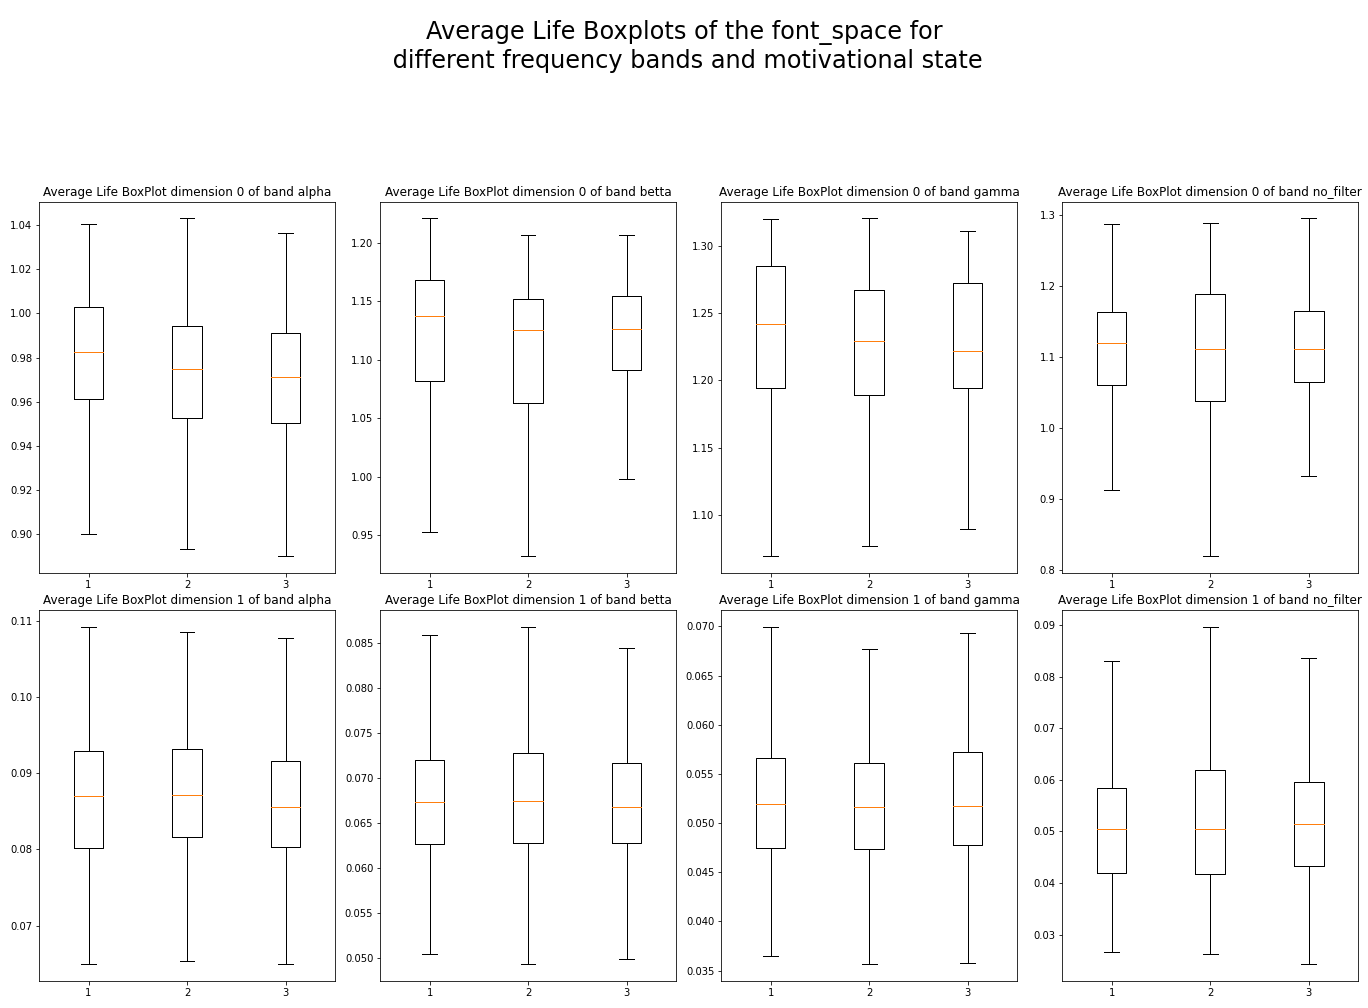 Average Life Boxplots of the font_space for
different frequency bands and motivational state
Average Life BoxPlot dimension 0 of band alpha
1.04
1.02
1.00
0.98
0.96
0.94
0.92
0.90
1 2 3
Average Life BoxPlot dimension 0 of band betta
1.20
1.15
1.10
1.05
1.00
0.95
1 2 3
Average Life BoxPlot dimension 0 of band gamma
1.30
1.25
1.20
1.15
1.10
1 2 3
Average Life BoxPlot dimension 0 of band no_filter
1.3
1.2
1.1
1.0
0.9
0.8
1 2 3
Average Life BoxPlot dimension 1 of band alpha
0.11
0.10
0.09
0.08
0.07
1 2 3
Average Life BoxPlot dimension 1 of band betta
0.085
0.080
0.075
0.070
0.065
0.060
0.055
0.050
1 2 3
Average Life BoxPlot dimension 1 of band gamma
0.070
0.065
0.060
0.055
0.050
0.045
0.040
0.035
1 2 3
Average Life BoxPlot dimension 1 of band no_filter
0.09
0.08
0.07
0.06
0.05
0.04
0.03
1 2 3